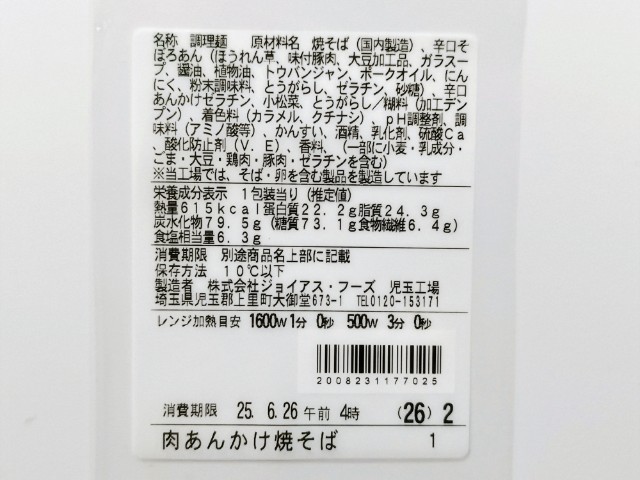 名称 調理麺 原材料名 焼そば（国内製造）、辛口そ
ぼろあん（ほうれん草、味付豚肉、大豆加工品、ガラスー
プ、醤油、植物油、トウバンジャン、ポークオイル、にん
にく、粉末調味料、とうがらし、ゼラチン、砂糖）、辛口
あんかけゼラチン、小松菜、とうがらし／糊料（加工デン
プン）、着色料（カラメル、クチナシ）、ｐＨ調整剤、調
味料（アミノ酸等）、かんすい、酒精、乳化剤、硫酸Ｃａ
、酸化防止剤（Ｖ．Ｅ）、香料、（一部に小麦・乳成分・
ごま・大豆・鶏肉・豚肉・ゼラチンを含む）
※当工場では、そば・卵を含む製品を製造しています
栄養成分表示 １包装当り（推定値）
熱量６１５ｋｃａｌ蛋白質２２．２ｇ脂質２４．３ｇ
炭水化物７９．５ｇ（糖質７３．１ｇ食物繊維６．４ｇ）
食塩相当量６．３ｇ
消費期限 別途商品名上部に記載
保存方法 １０℃以下
製造者 株式会社ジョイアス・フーズ 児玉工場
埼玉県児玉郡上里町大御堂673-1 TEL0120-153171
レンジ加熱目安 1600W 1分 0秒 500W 3分 0秒
2008231177025
消費期限 25. 6.26 午前 4時 (26) 2
肉あんかけ焼そば 1